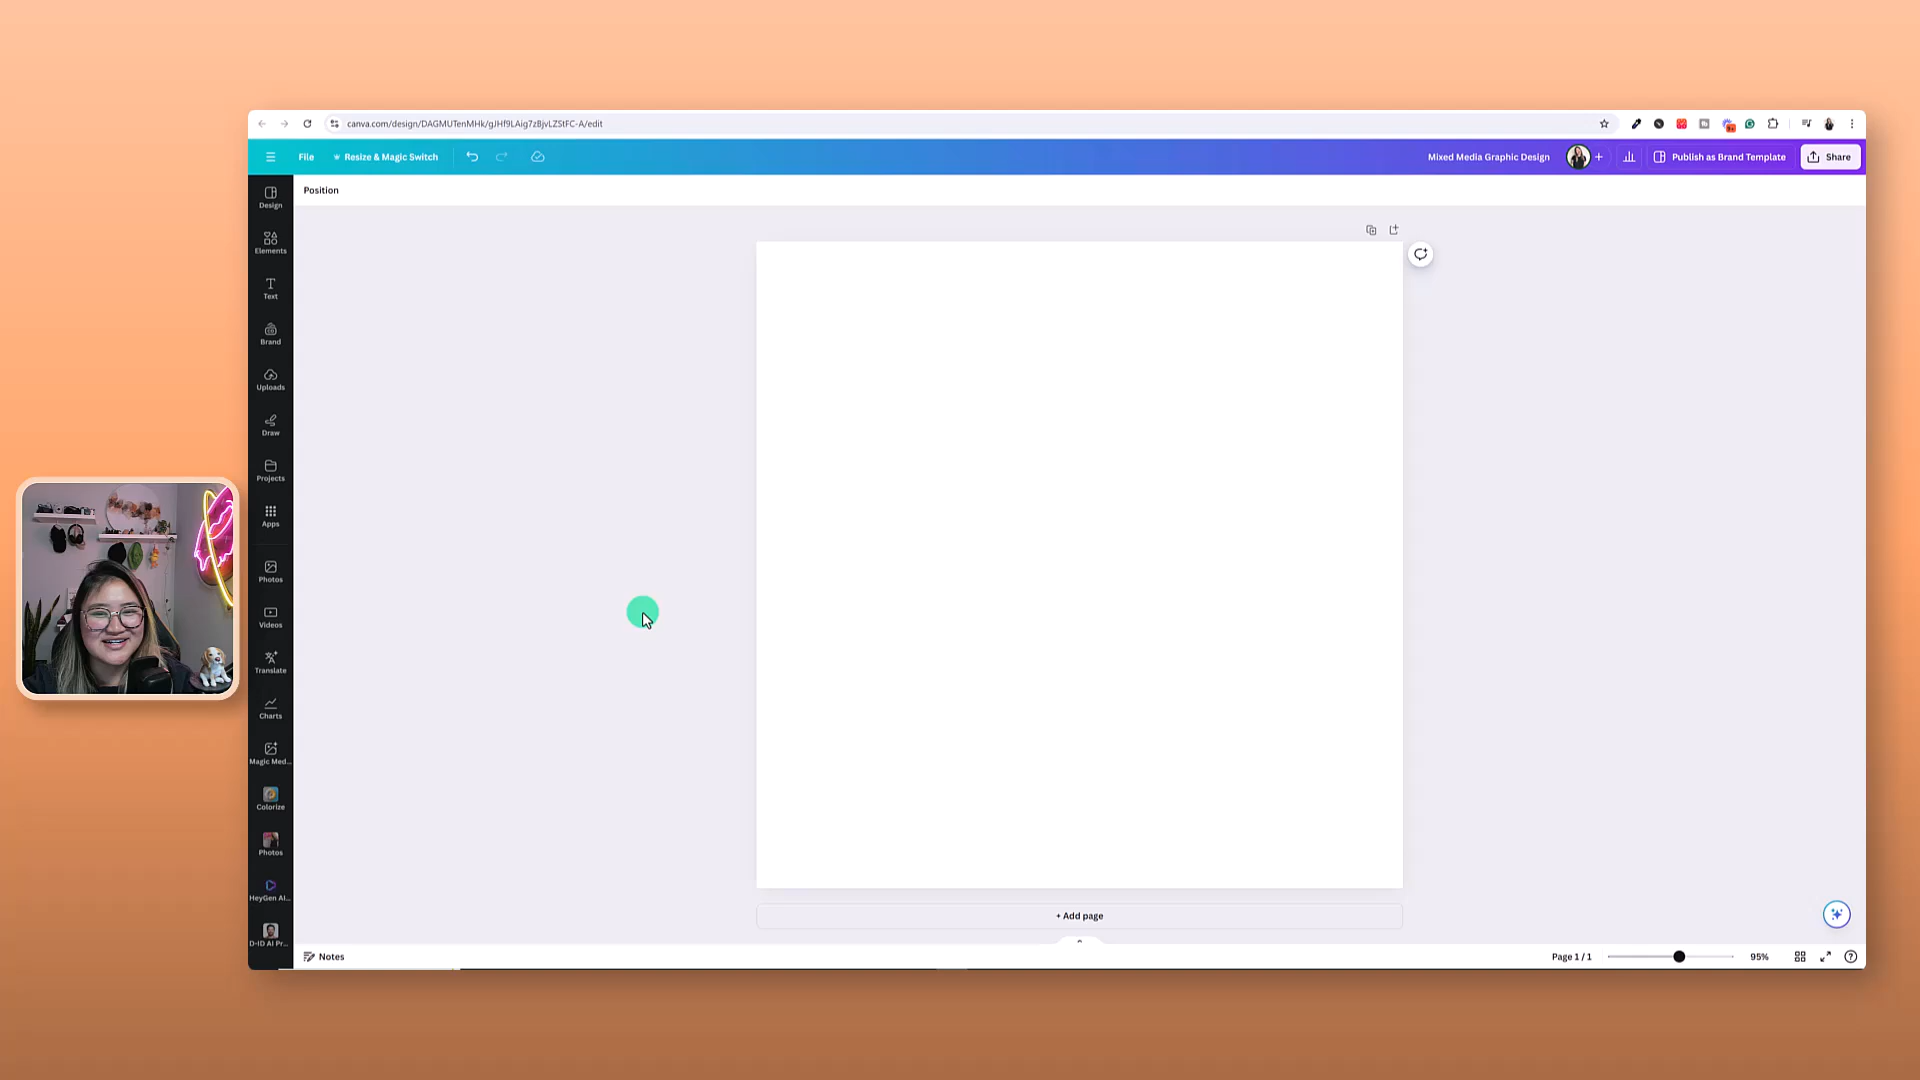 canva.com/design/DAGMUTenMHk/gJHf9LAig7zBjvLZStFC-A/edit
File
Resize & Magic Switch
Mixed Media Graphic Design
Publish as Brand Template
Share
Position
Design
Elements
Text
Brand
Uploads
Draw
Projects
Apps
Photos
Videos
Translate
Charts
Magic Med...
Colorize
Photos
HeyGen AI...
D-ID AI Pr...
+ Add page
Notes
Page 1 / 1
95%